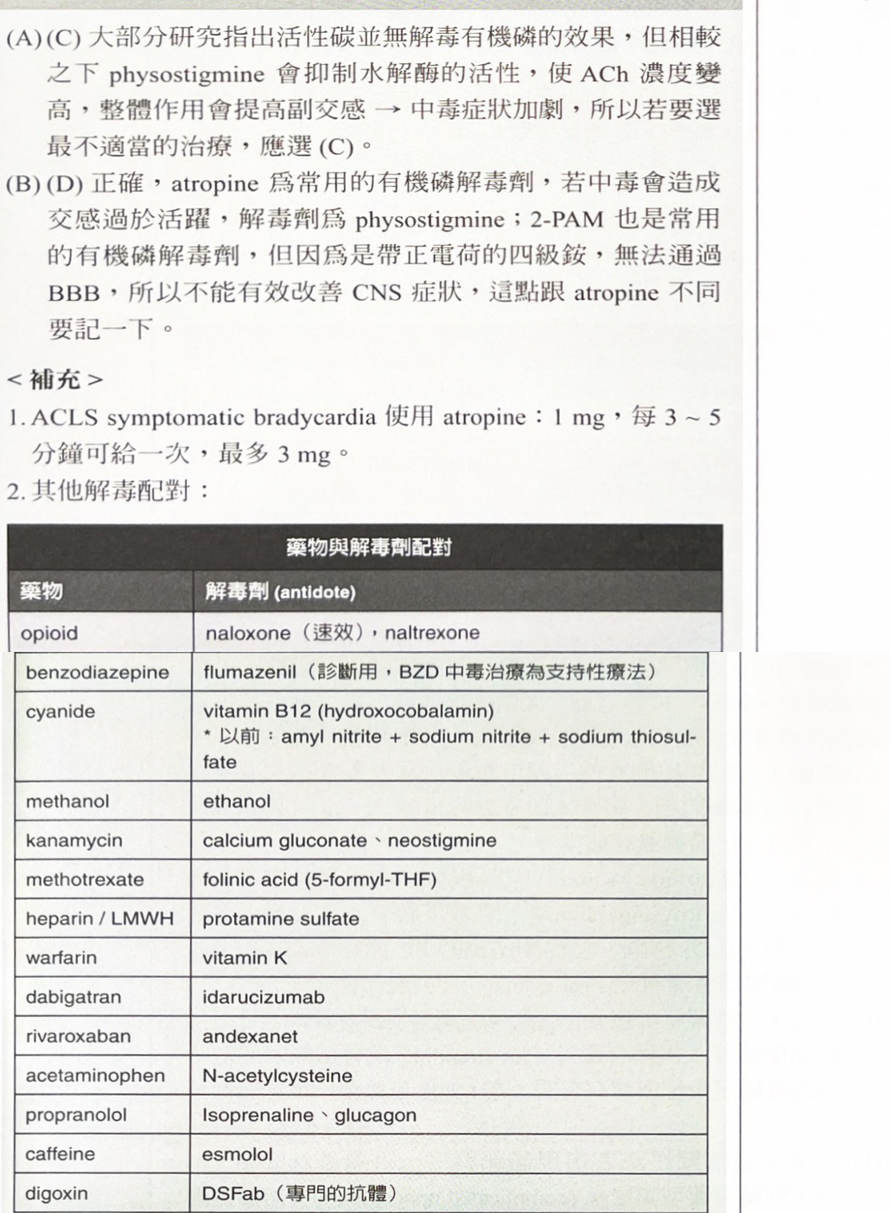 (A)(C) 大部分研究指出活性碳並無解毒有機磷的效果，但相較
之下 physostigmine 會抑制水解酶的活性，使 ACh 濃度變
高，整體作用會提高副交感 → 中毒症狀加劇，所以若要選
最不適當的治療，應選 (C)。
(B)(D) 正確，atropine 爲常用的有機磷解毒劑，若中毒會造成
交感過於活躍，解毒劑爲 physostigmine；2-PAM 也是常用
的有機磷解毒劑，但因爲是帶正電荷的四級銨，無法通過
BBB，所以不能有效改善 CNS 症狀，這點跟 atropine 不同
要記一下。
<補充>
1. ACLS symptomatic bradycardia 使用 atropine：1 mg，每 3 ~ 5
分鐘可給一次，最多 3 mg。
2. 其他解毒配對：
藥物與解毒劑配對
藥物 解毒劑 (antidote)
opioid naloxone（速效），naltrexone
benzodiazepine flumazenil（診斷用，BZD 中毒治療為支持性療法）
cyanide vitamin B12 (hydroxocobalamin)
* 以前：amyl nitrite + sodium nitrite + sodium thiosul-
fate
methanol ethanol
kanamycin calcium gluconate、neostigmine
methotrexate folinic acid (5-formyl-THF)
heparin / LMWH protamine sulfate
warfarin vitamin K
dabigatran idarucizumab
rivaroxaban andexanet
acetaminophen N-acetylcysteine
propranolol Isoprenaline、glucagon
caffeine esmolol
digoxin DSFab（專門的抗體）